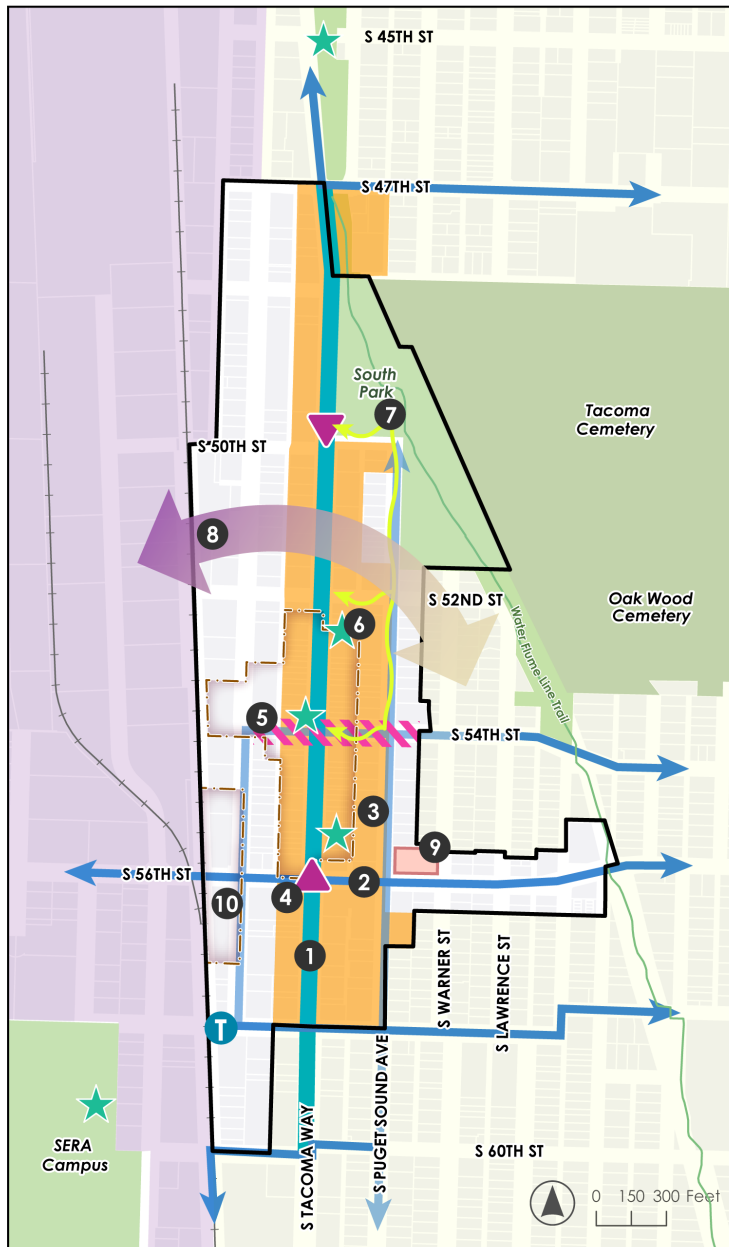 S 45TH ST
S 47TH ST
South
Park
7
Tacoma
Cemetery
S 50TH ST
8
S 52ND ST
Oak Wood
Cemetery
6
Water Flume Line Trail
5
S 54TH ST
3
9
S 56TH ST
2
4
10
1
S WARNER ST
S LAWRENCE ST
T
S TACOMA WAY
S PUGET SOUND AVE
SERA
Campus
S 60TH ST
0 150 300 Feet